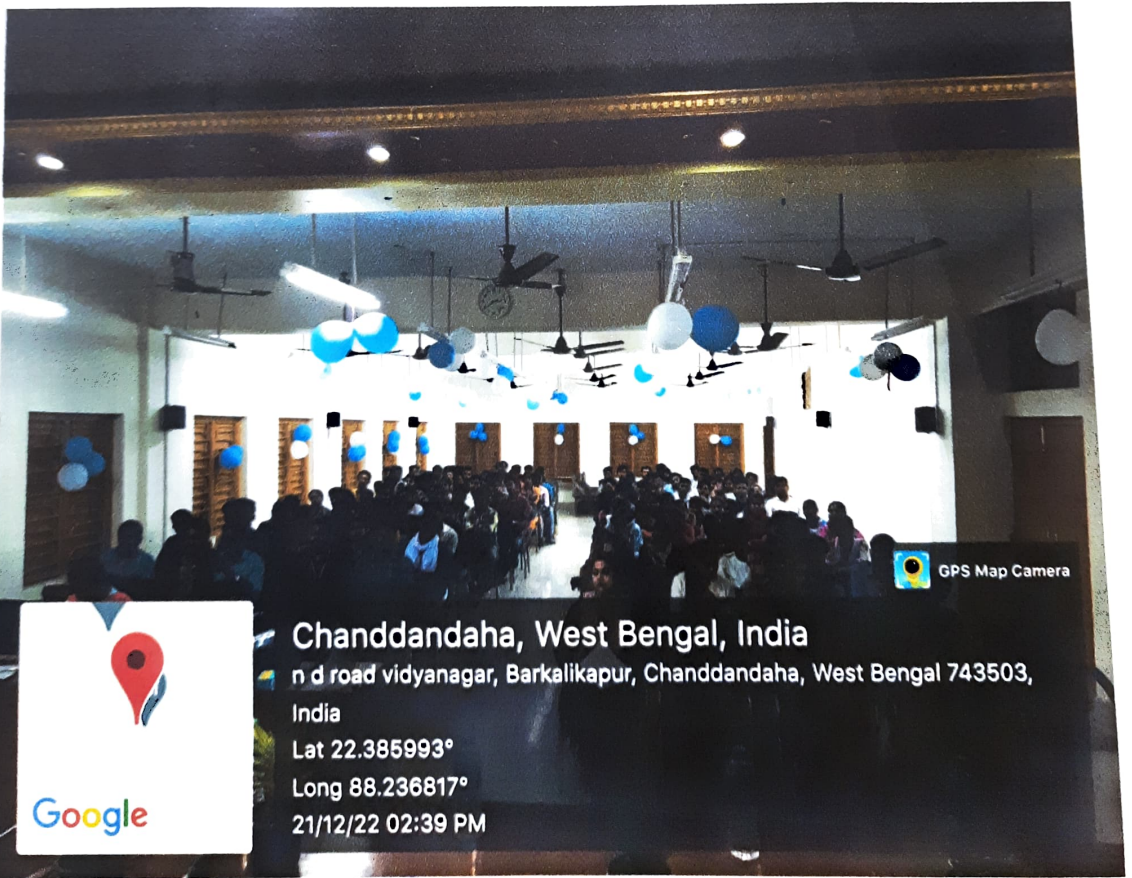 GPS Map Camera
Chanddandaha, West Bengal, India
n d road vidyanagar, Barkalikapur, Chanddandaha, West Bengal 743503,
India
Lat 22.385993°
Long 88.236817°
21/12/22 02:39 PM
Google